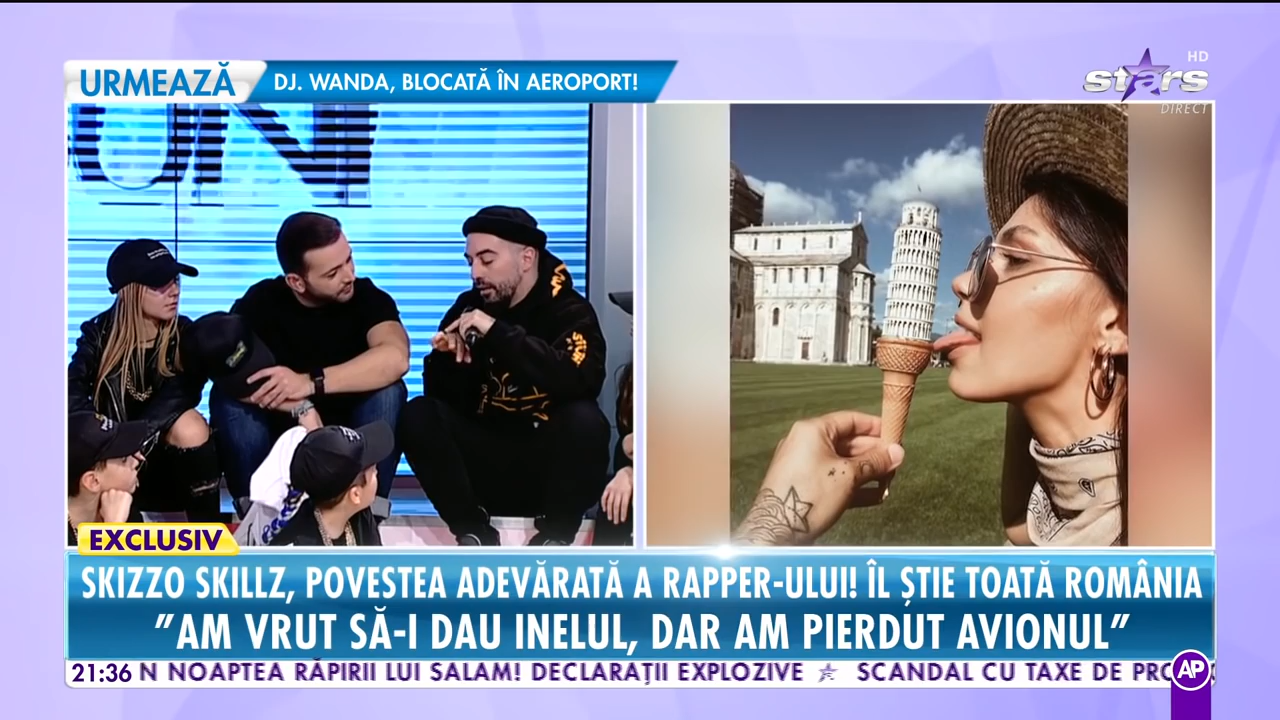 URMEAZĂ
DJ. WANDA, BLOCATĂ ÎN AEROPORT!
HD
stars
DIRECT
UN
EXCLUSIV
SKIZZO SKILLZ, POVESTEA ADEVĂRATĂ A RAPPER-ULUI! ÎL ȘTIE TOATĂ ROMÂNIA
"AM VRUT SĂ-I DAU INELUL, DAR AM PIERDUT AVIONUL"
21:36 N NOAPTEA RĂPIRII LUI SALAM! DECLARAȚII EXPLOZIVE ★ SCANDAL CU TAXE DE
AP